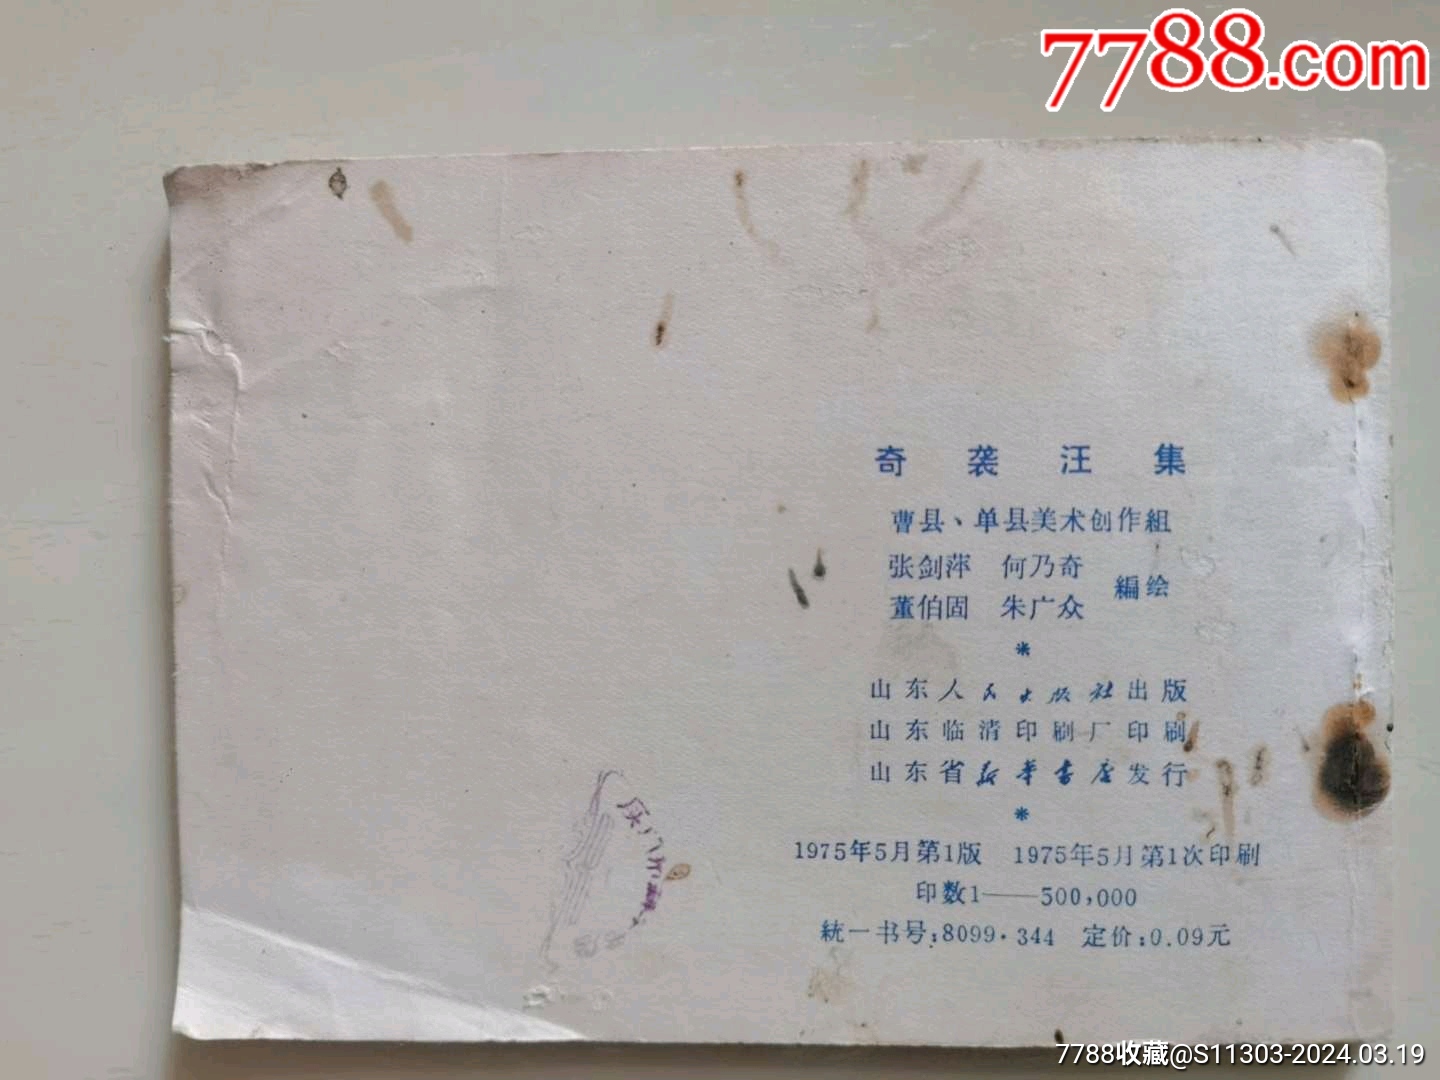 7788.com
奇袭汪集
曹县、单县美术创作組
张剑萍 何乃奇
董伯固 朱广众
編绘
*
山东人民出版社出版
山东临清印刷厂印刷
山东省新华書店发行
*
1975年5月第1版 1975年5月第1次印刷
印数1——500,000
統一书号:8099·344 定价:0.09元
7788收藏@S11303-2024.03.19